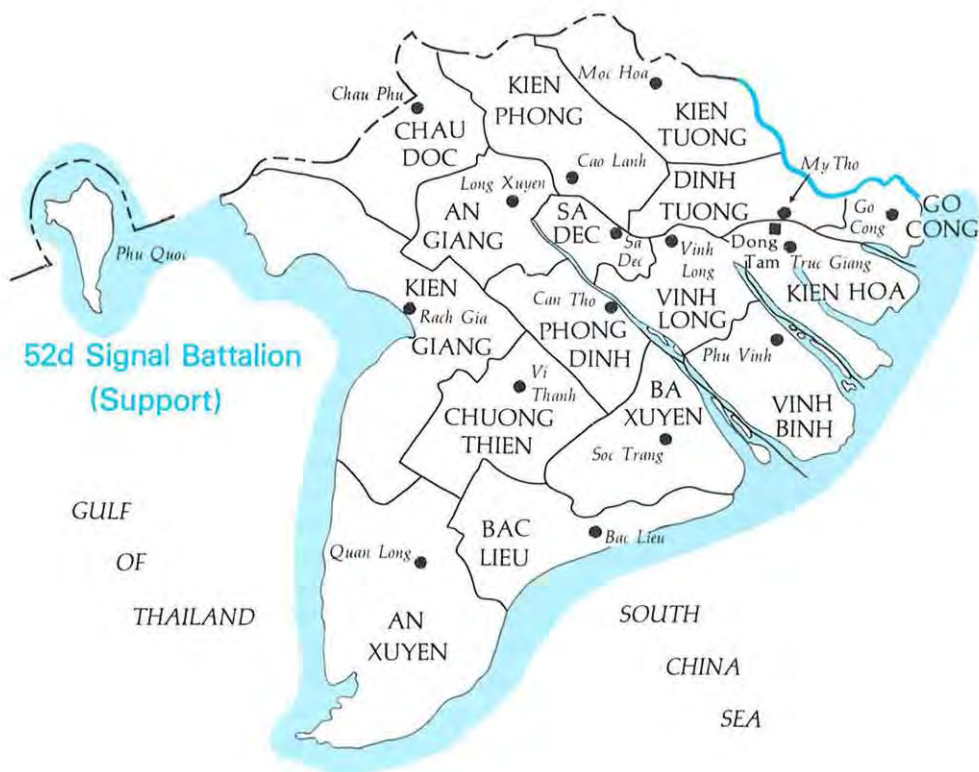 Moc Hoa
KIEN
PHONG
Chau Phu
KIEN
TUONG
CHAU
DOC
My Tho
Cao Lanh
DINH
TUONG
Long Xuyen
AN
GIANG
SA
DEC
Go
Cong
GO
CONG
Sa
Dec
Vinh
Long
Dong
Tam
Truc Giang
Phu Quoc
KIEN HOA
KIEN
GIANG
Rach Gia
Can Tho
PHONG
DINH
VINH
LONG
52d Signal Battalion
(Support)
Phu Vinh
Vi
Thanh
CHUONG
THIEN
BA
XUYEN
VINH
BINH
Soc Trang
GULF
OF
THAILAND
BAC
LIEU
Bac Lieu
Quan Long
AN
XUYEN
SOUTH
CHINA
SEA